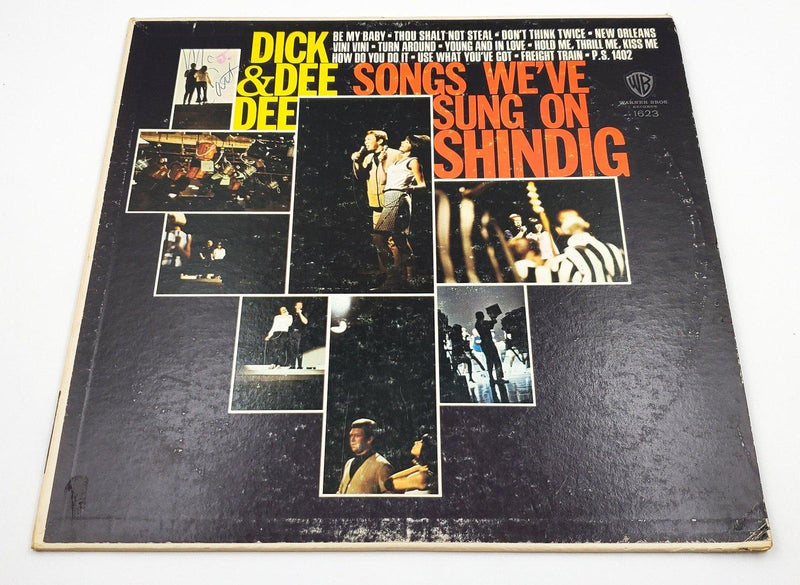 DICK
&DEE
DEE
BE MY BABY · THOU SHALT NOT STEAL · DON'T THINK TWICE · NEW ORLEANS
VINI VINI · TURN AROUND · YOUNG AND IN LOVE · HOLD ME, THRILL ME, KISS ME
HOW DO YOU DO IT · USE WHAT YOU'VE GOT · FREIGHT TRAIN · P.S. 1402
SONGS WE'VE
SUNG ON
SHINDIG
WB
WARNER BROS
RECORDS
1623